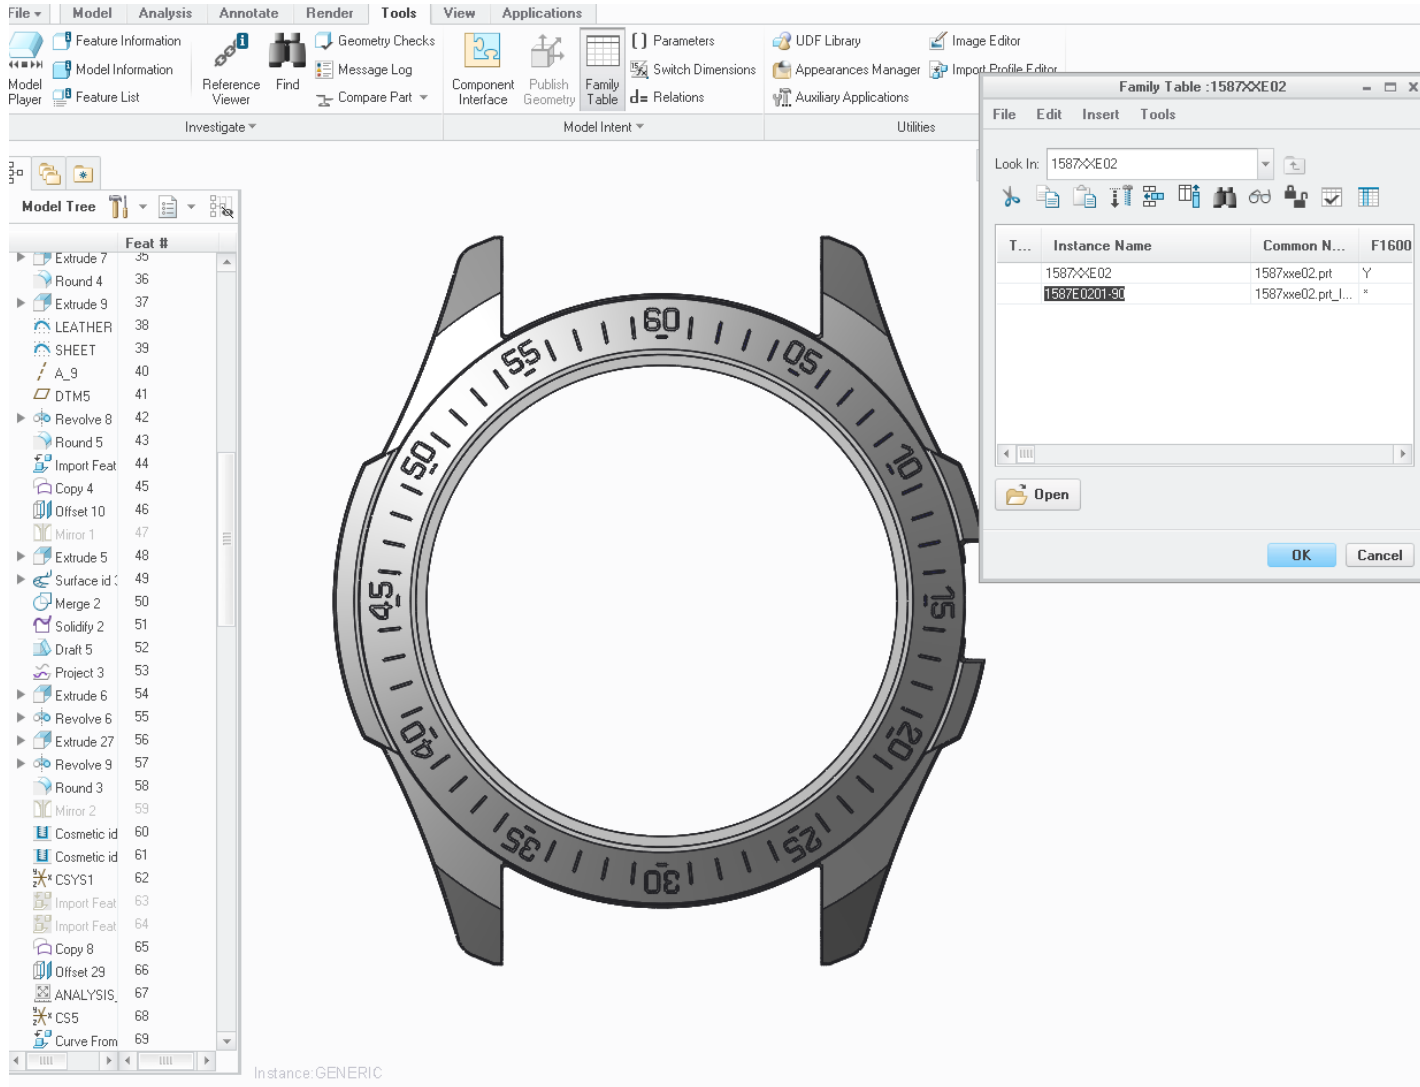 File
Model
Analysis
Annotate
Render
Tools
View
Applications
Model Player
Feature Information
Model Information
Feature List
Reference Viewer
Find
Geometry Checks
Message Log
Compare Part
Investigate
Component Interface
Publish Geometry
Family Table
[ ] Parameters
Switch Dimensions
d= Relations
Model Intent
UDF Library
Appearances Manager
Auxiliary Applications
Image Editor
Import Profile Editor
Utilities
Model Tree
Feat #
Extrude 7 35
Round 4 36
Extrude 9 37
LEATHER 38
SHEET 39
A_9 40
DTM5 41
Revolve 8 42
Round 5 43
Import Feat 44
Copy 4 45
Offset 10 46
Mirror 1 47
Extrude 5 48
Surface id 49
Merge 2 50
Solidify 2 51
Draft 5 52
Project 3 53
Extrude 6 54
Revolve 6 55
Extrude 27 56
Revolve 9 57
Round 3 58
Mirror 2 59
Cosmetic id 60
Cosmetic id 61
CSYS1 62
Import Feat 63
Import Feat 64
Copy 8 65
Offset 29 66
ANALYSIS_ 67
CS5 68
Curve From 69
60
05
10
15
20
25
30
35
40
45
50
55
Instance:GENERIC
Family Table :1587XXE02
File Edit Insert Tools
Look In: 1587XXE02
T... Instance Name Common N... F1600
1587XXE02 1587xxe02.prt Y
1587E0201-90 1587xxe02.prt_I... *
Open
OK Cancel